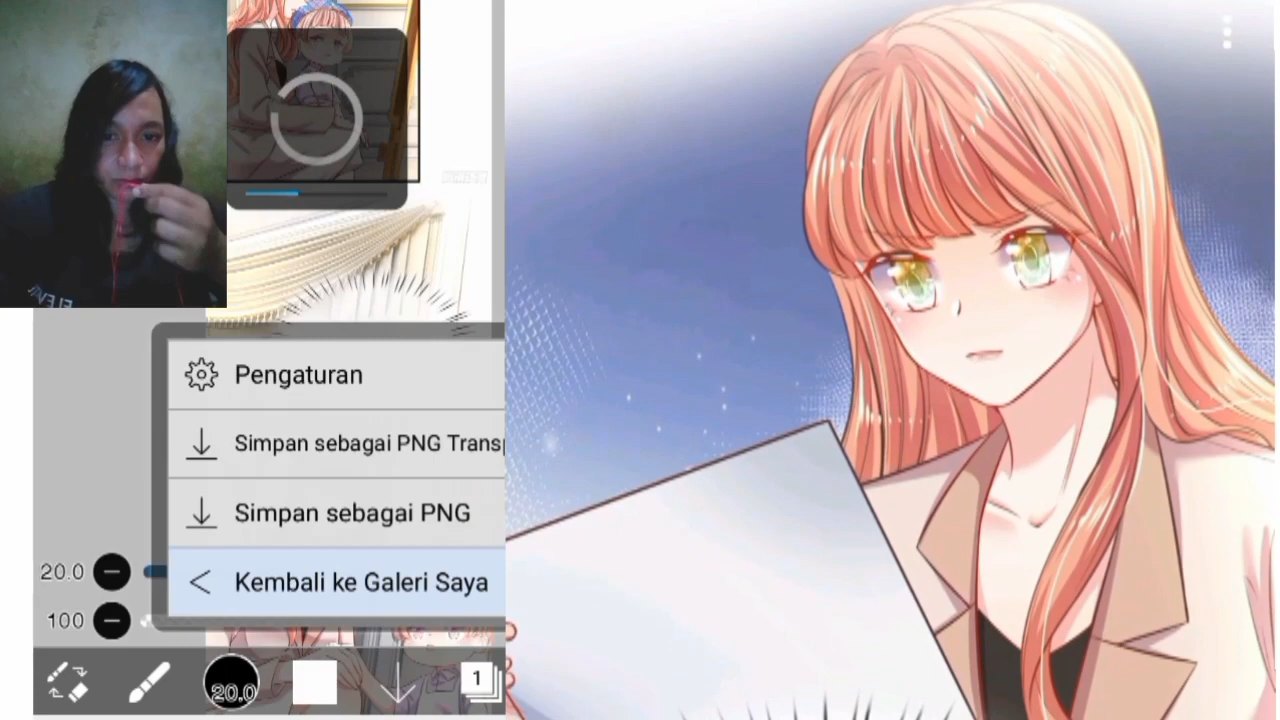 Pengaturan
Simpan sebagai PNG Trans
Simpan sebagai PNG
20.0
Kembali ke Galeri Saya
100
20.0
1